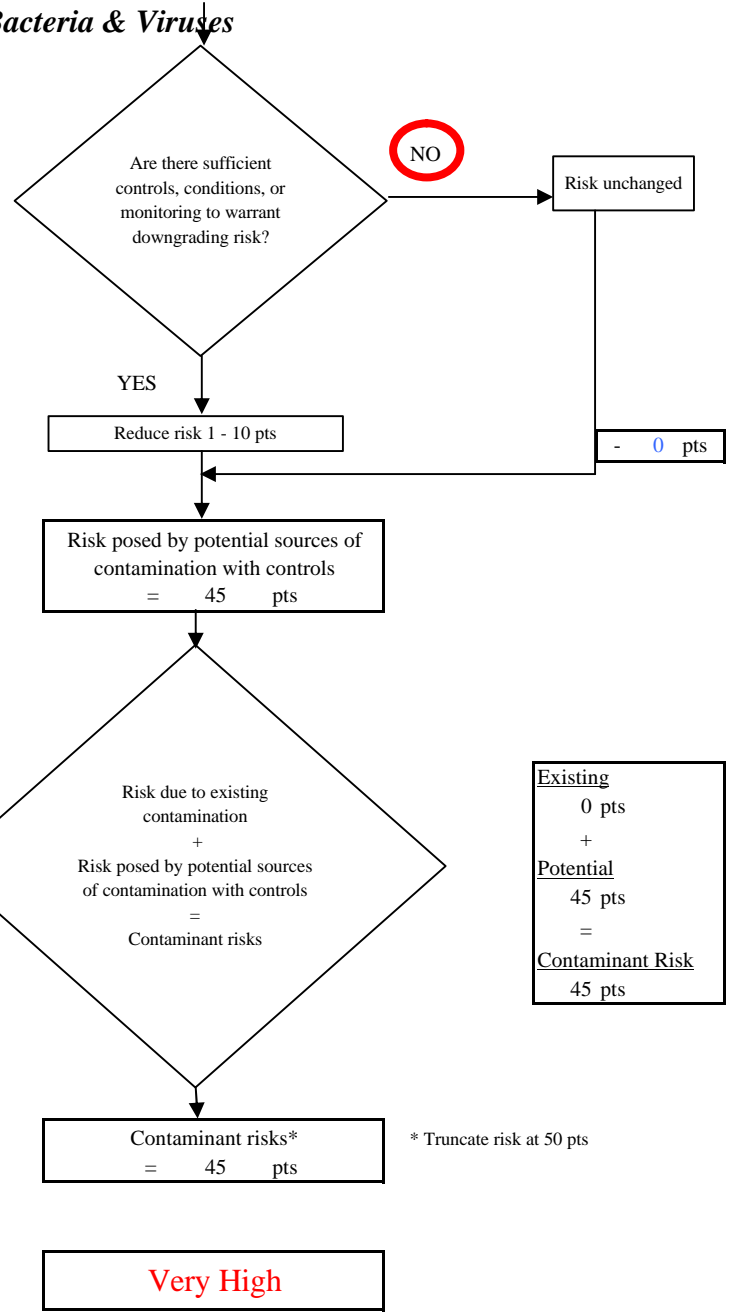 Bacteria & Viruses
Are there sufficient
controls, conditions, or
monitoring to warrant
downgrading risk?
NO
Risk unchanged
YES
Reduce risk 1 - 10 pts
- 0 pts
Risk posed by potential sources of
contamination with controls
= 45 pts
Risk due to existing
contamination
+
Risk posed by potential sources
of contamination with controls
=
Contaminant risks
Existing
0 pts
+
Potential
45 pts
=
Contaminant Risk
45 pts
Contaminant risks*
= 45 pts
* Truncate risk at 50 pts
Very High